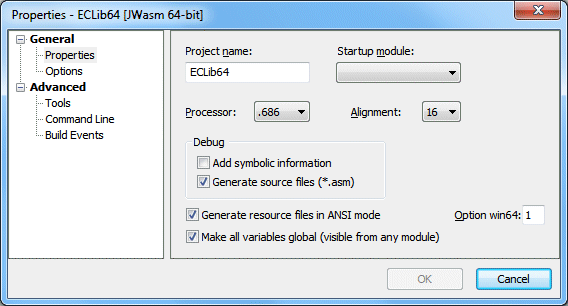 Properties - ECLib64 [JWasm 64-bit]
General
Properties
Options
Advanced
Tools
Command Line
Build Events
Project name:
Startup module:
ECLib64
Processor:
.686
Alignment:
16
Debug
Add symbolic information
Generate source files (*.asm)
Generate resource files in ANSI mode
Option win64:
1
Make all variables global (visible from any module)
OK
Cancel